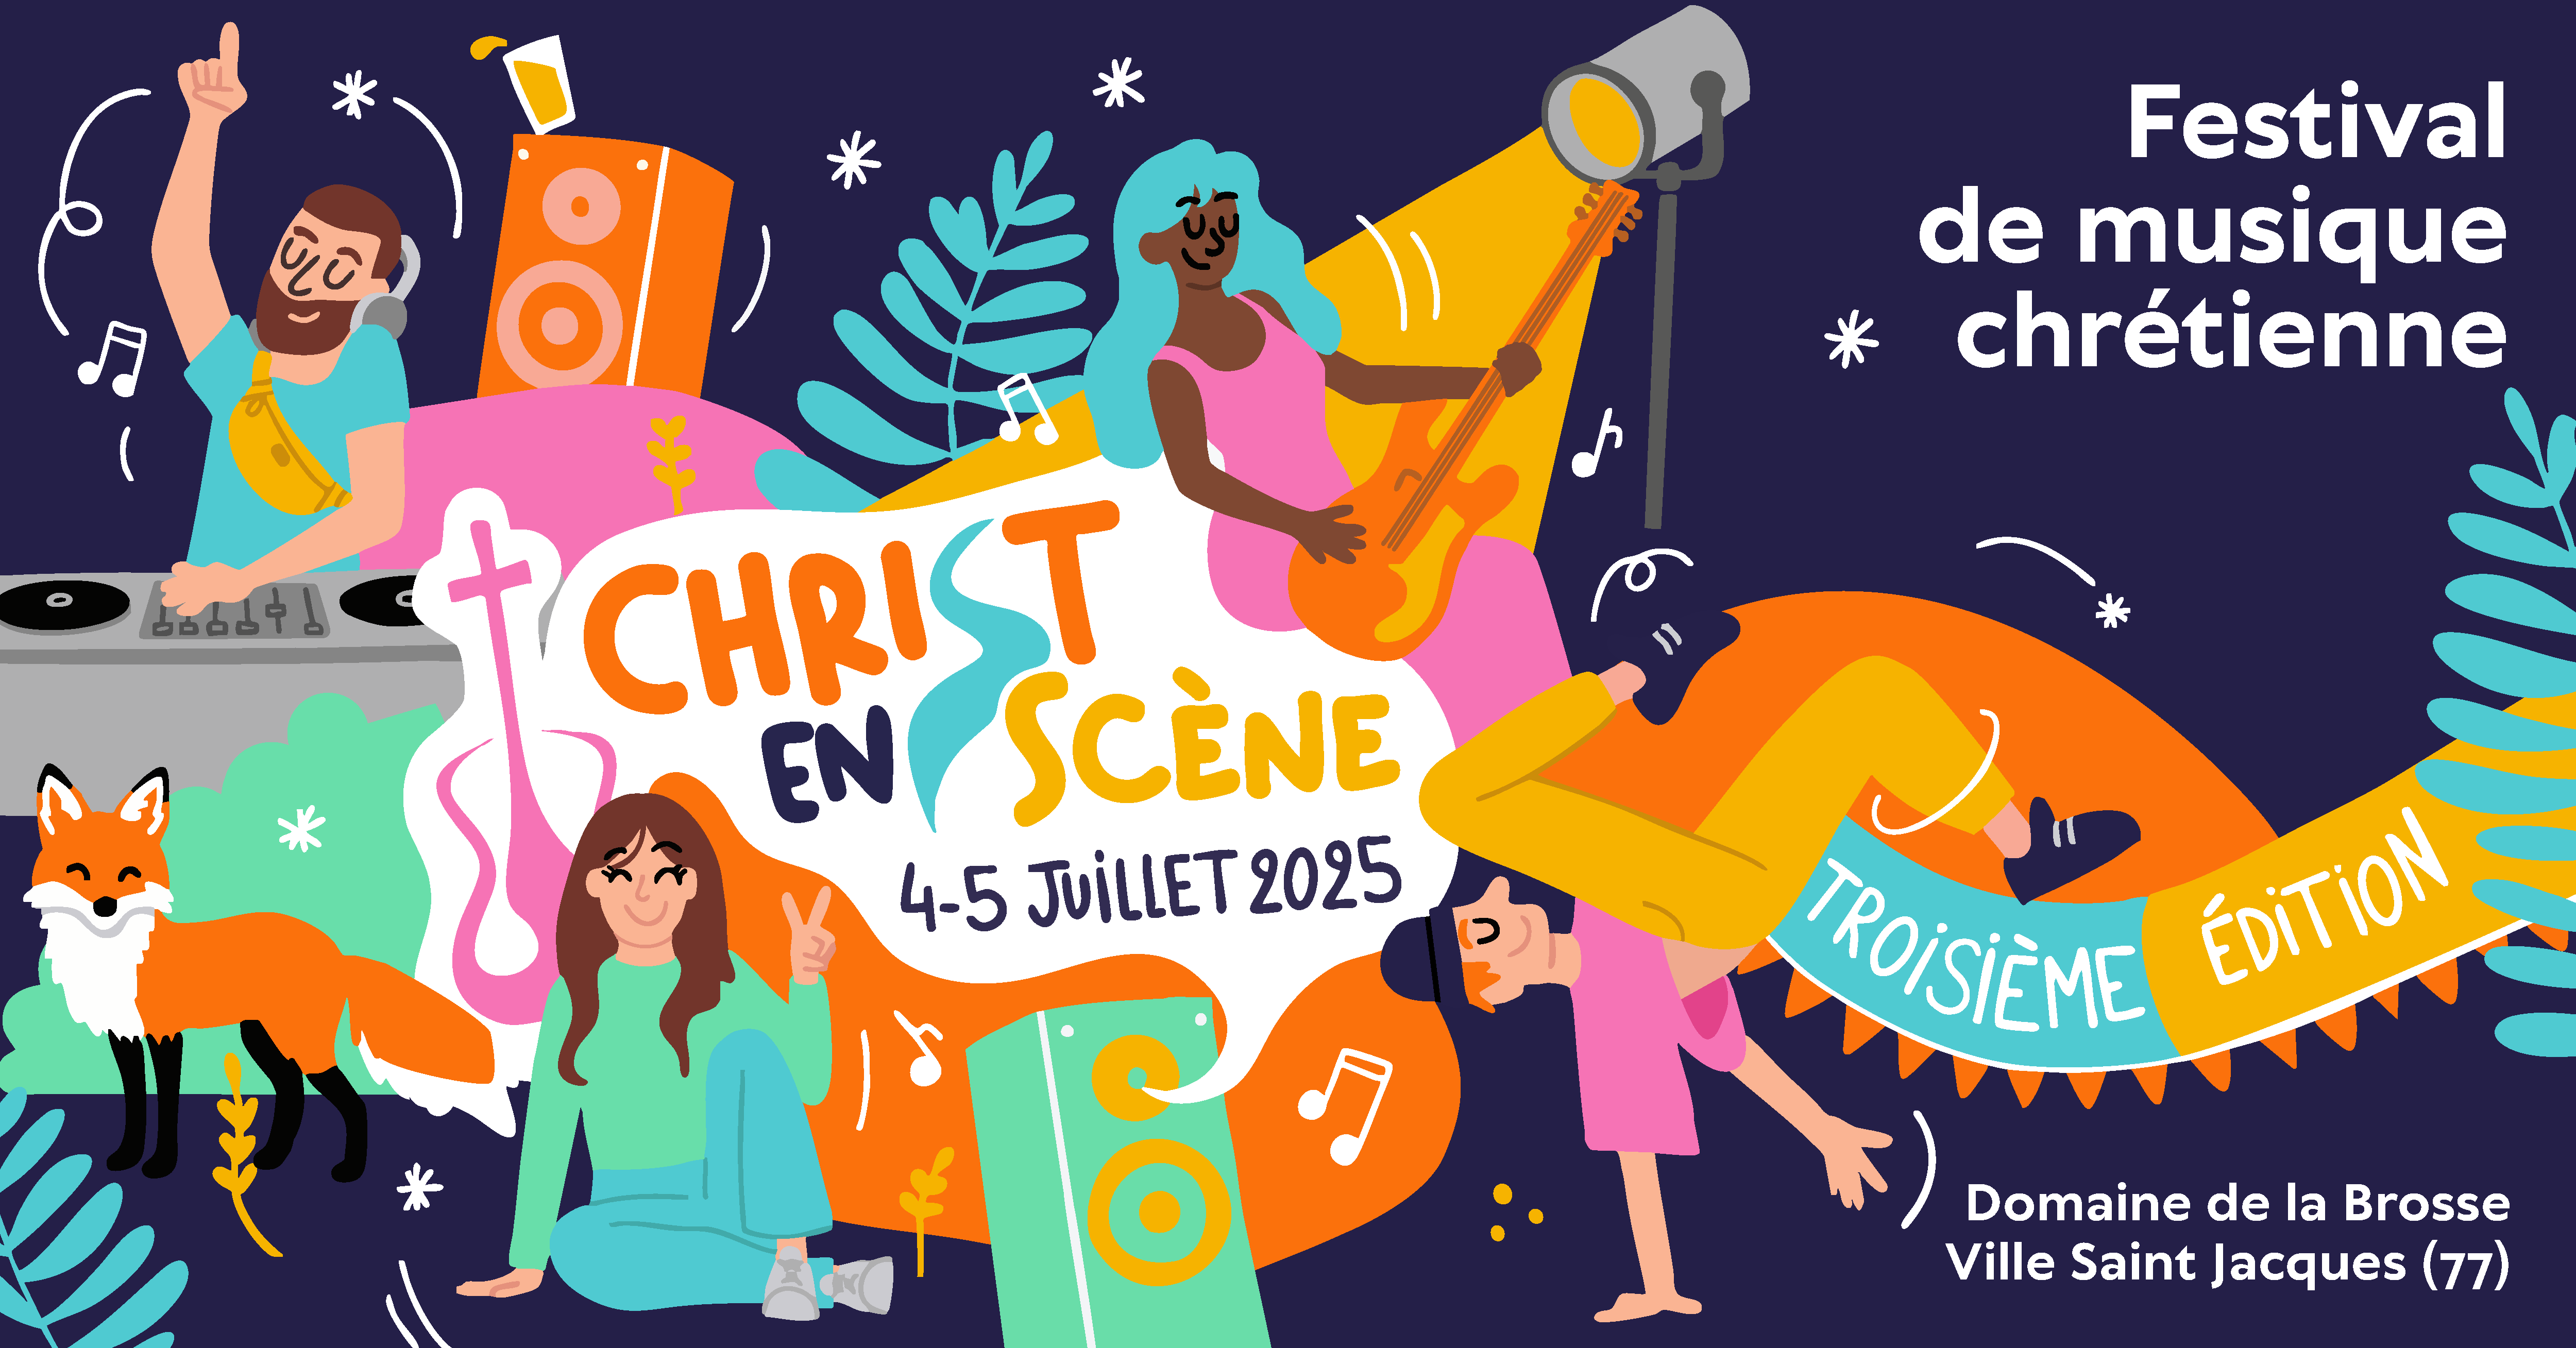 Festival
de musique
chrétienne
CHRIST
EN SCÈNE
4-5 JUILLET 2025
TROISIÈME ÉDITION
Domaine de la Brosse
Ville Saint Jacques (77)